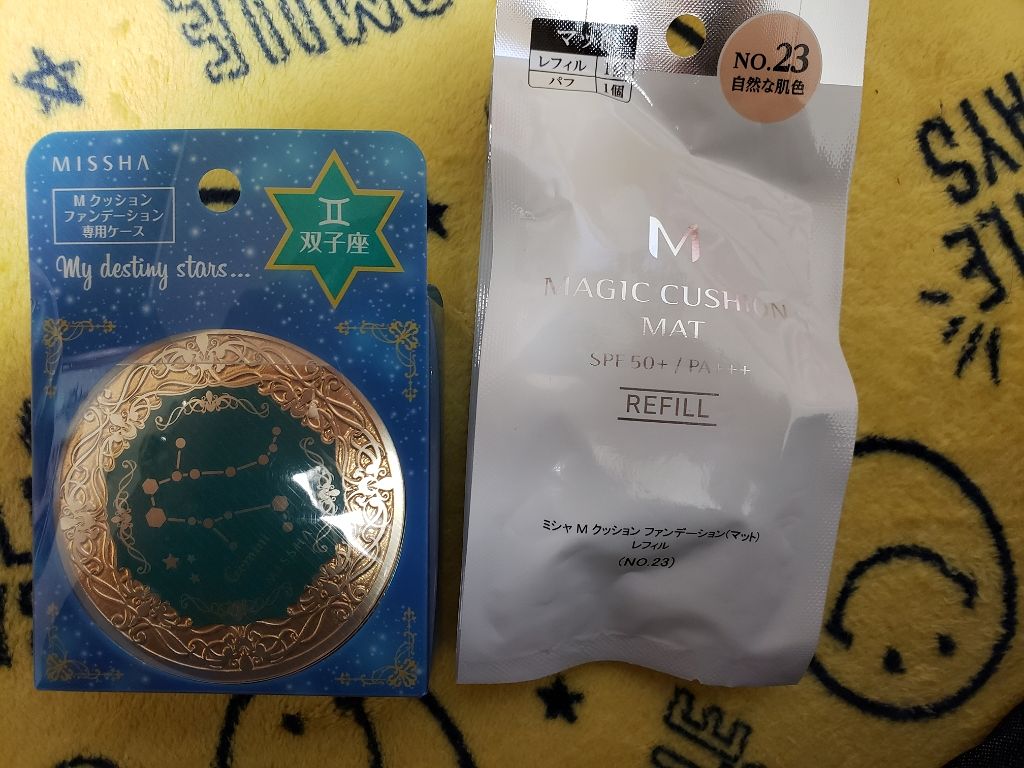 MISSHA
M クッション
ファンデーション
専用ケース
My destiny stars...
双子座
Gemini
レフィル 1個
パフ 1個
NO.23
自然な肌色
M
MAGIC CUSHION
MAT
SPF 50+ / PA+++
REFILL
ミシャ M クッション ファンデーション(マット)
レフィル
(NO.23)